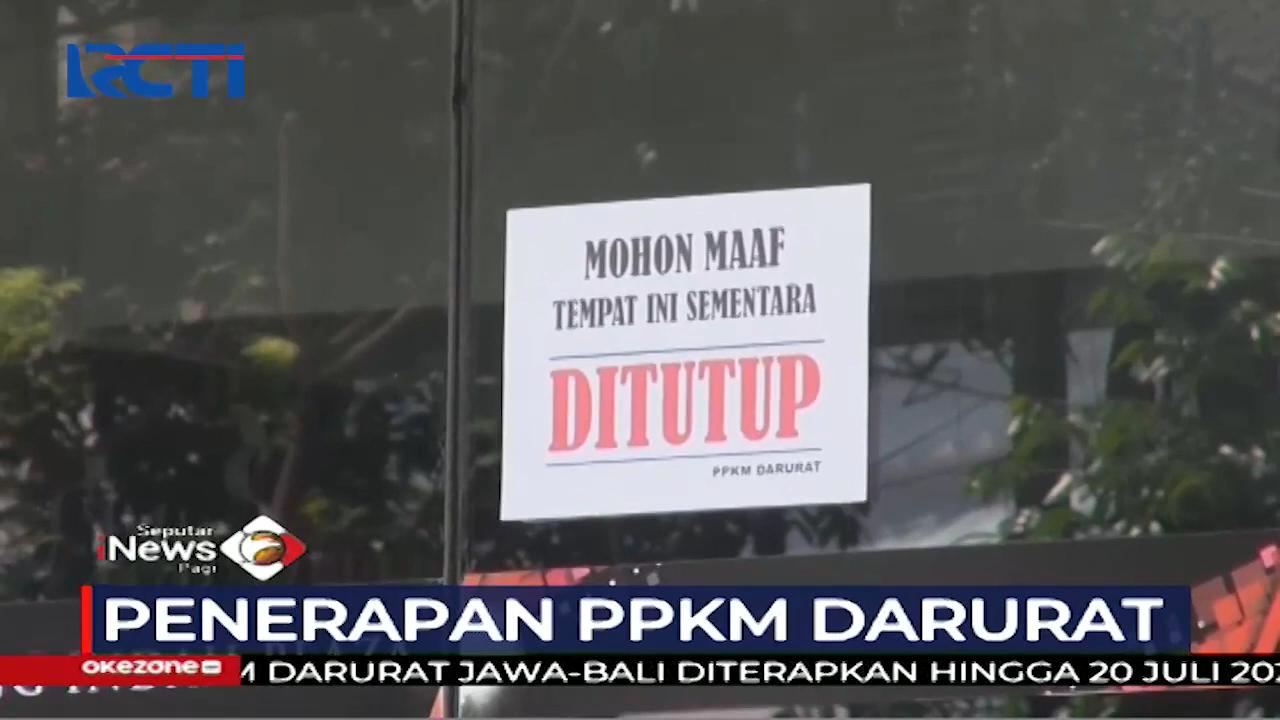 RCTI
MOHON MAAF
TEMPAT INI SEMENTARA
DITUTUP
PPKM DARURAT
Seputar
iNews
Pagi
PENERAPAN PPKM DARURAT
OKEZONE
M DARURAT JAWA-BALI DITERAPKAN HINGGA 20 JULI 202